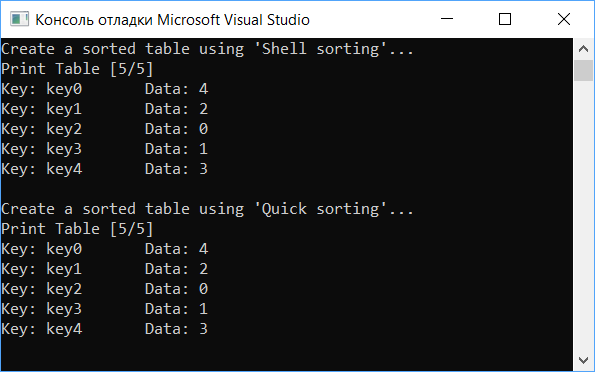 Консоль отладки Microsoft Visual Studio
Create a sorted table using 'Shell sorting'...
Print Table [5/5]
Key: key0 Data: 4
Key: key1 Data: 2
Key: key2 Data: 0
Key: key3 Data: 1
Key: key4 Data: 3
Create a sorted table using 'Quick sorting'...
Print Table [5/5]
Key: key0 Data: 4
Key: key1 Data: 2
Key: key2 Data: 0
Key: key3 Data: 1
Key: key4 Data: 3